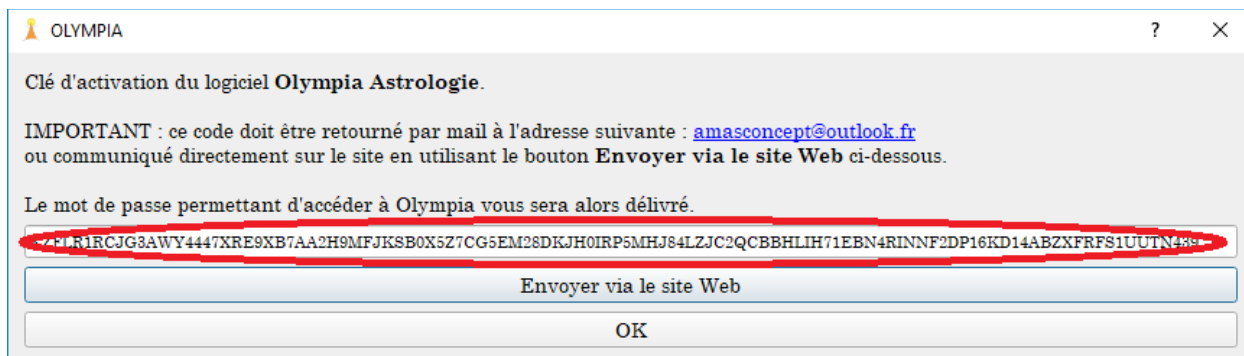 OLYMPIA ? ×
Clé d'activation du logiciel Olympia Astrologie.
IMPORTANT : ce code doit être retourné par mail à l'adresse suivante : amasconcept@outlook.fr
ou communiqué directement sur le site en utilisant le bouton Envoyer via le site Web ci-dessous.
Le mot de passe permettant d'accéder à Olympia vous sera alors délivré.
Envoyer via le site Web
OK